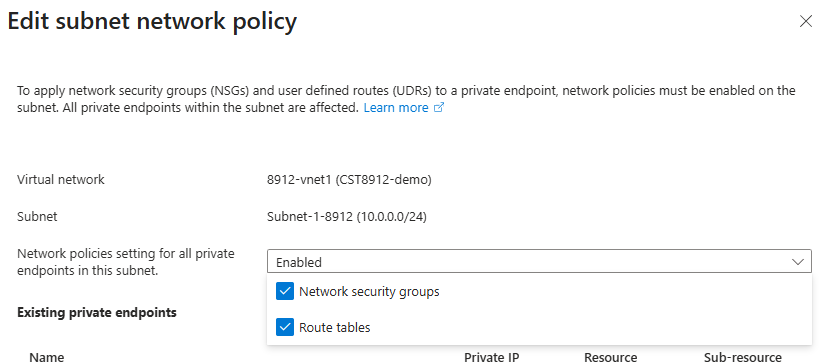 Edit subnet network policy
To apply network security groups (NSGs) and user defined routes (UDRs) to a private endpoint, network policies must be enabled on the
subnet. All private endpoints within the subnet are affected. Learn more
Virtual network 8912-vnet1 (CST8912-demo)
Subnet Subnet-1-8912 (10.0.0.0/24)
Network policies setting for all private
endpoints in this subnet.
Enabled
Network security groups
Existing private endpoints
Route tables
Name Private IP Resource Sub-resource